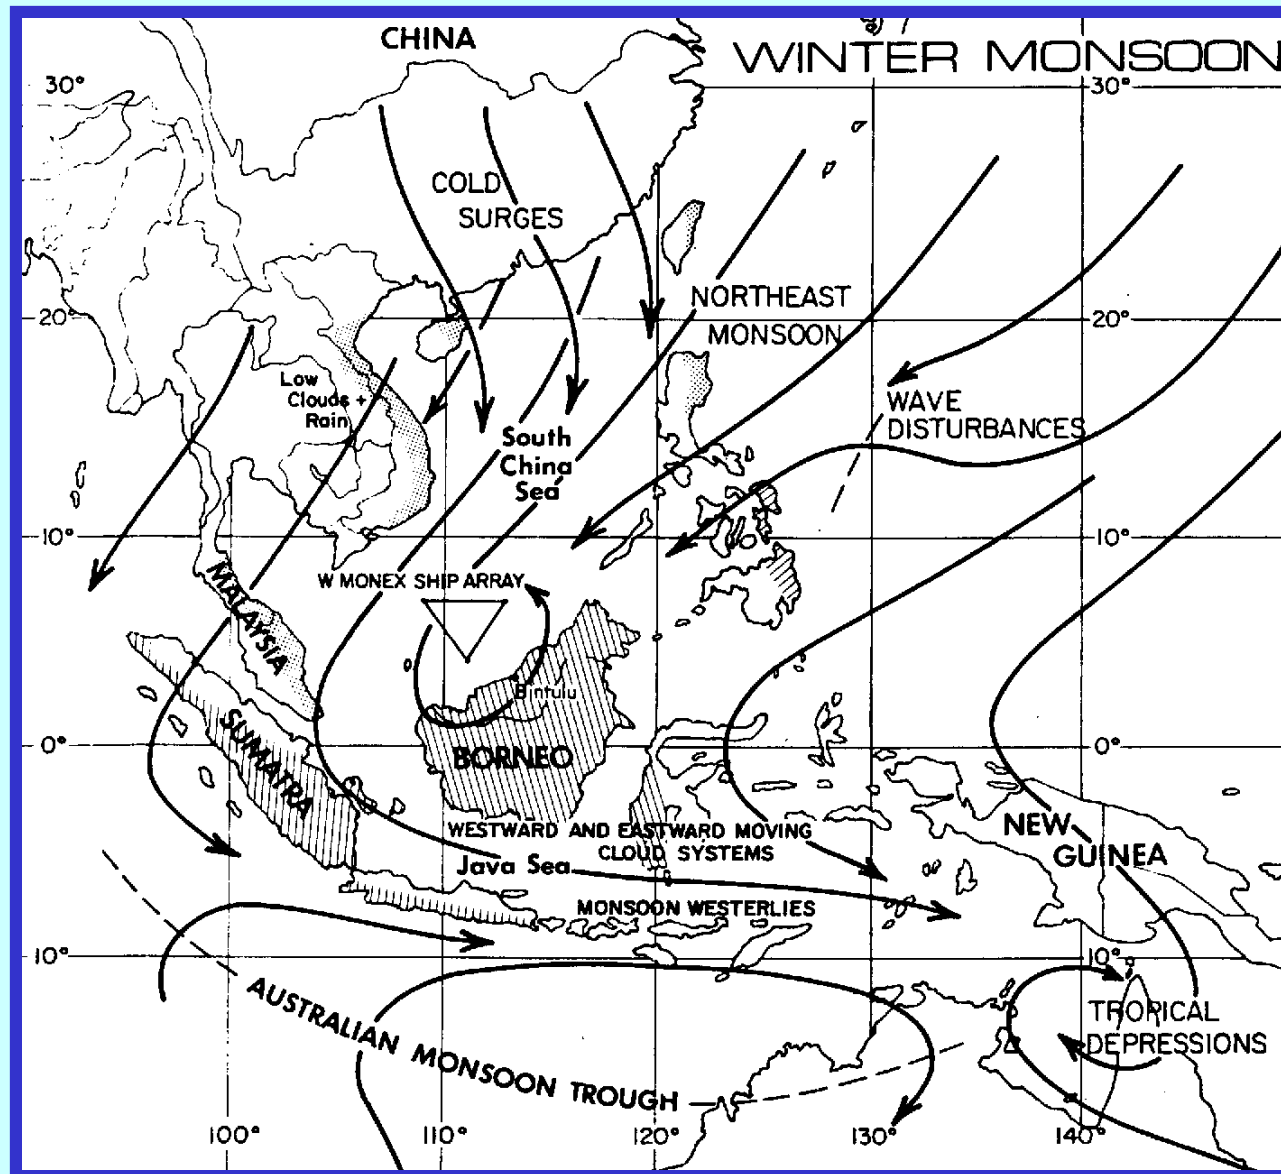 CHINA
WINTER MONSOON
30°
30°
COLD
SURGES
NORTHEAST
MONSOON
20°
20°
Low
Clouds +
Rain
WAVE
DISTURBANCES
South
China
Sea
10°
10°
W MONEX SHIP ARRAY
MALAYSIA
Bintulu
SUMATRA
0°
BORNEO
0°
WESTWARD AND EASTWARD MOVING
CLOUD SYSTEMS
NEW
GUINEA
Java Sea
MONSOON WESTERLIES
10°
10°
AUSTRALIAN MONSOON TROUGH
TROPICAL
DEPRESSIONS
100°
110°
120°
130°
140°